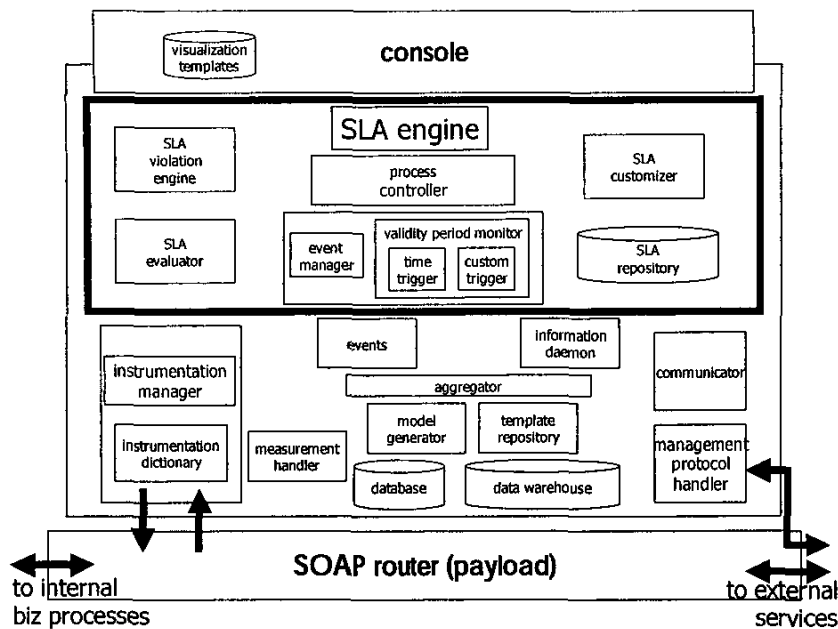 console
visualization
templates
SLA engine
SLA
violation
engine
process
controller
SLA
customizer
SLA
evaluator
event
manager
validity period monitor
time
trigger
custom
trigger
SLA
repository
events
information
daemon
instrumentation
manager
communicator
aggregator
model
generator
template
repository
instrumentation
dictionary
measurement
handler
management
protocol
handler
database
data warehouse
SOAP router (payload)
to internal
biz processes
to external
services